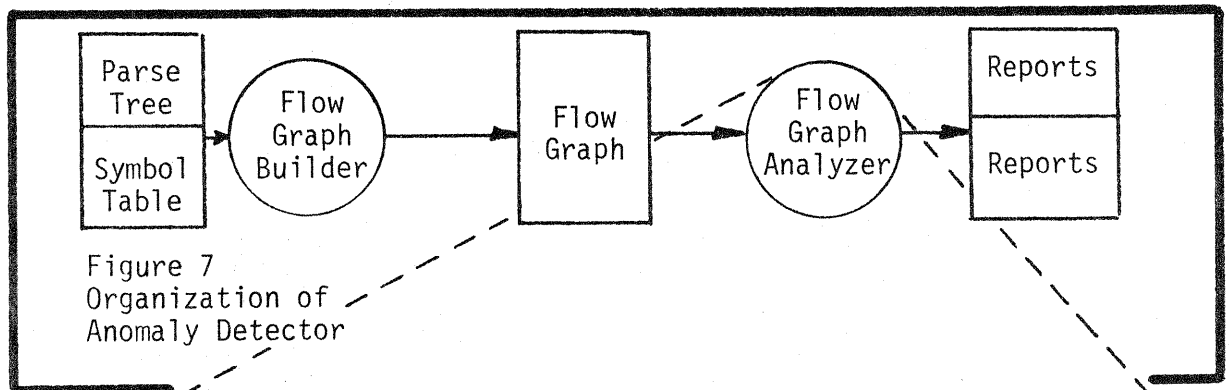 Parse
Tree
Symbol
Table
Flow
Graph
Builder
Flow
Graph
Flow
Graph
Analyzer
Reports
Reports
Figure 7
Organization of
Anomaly Detector